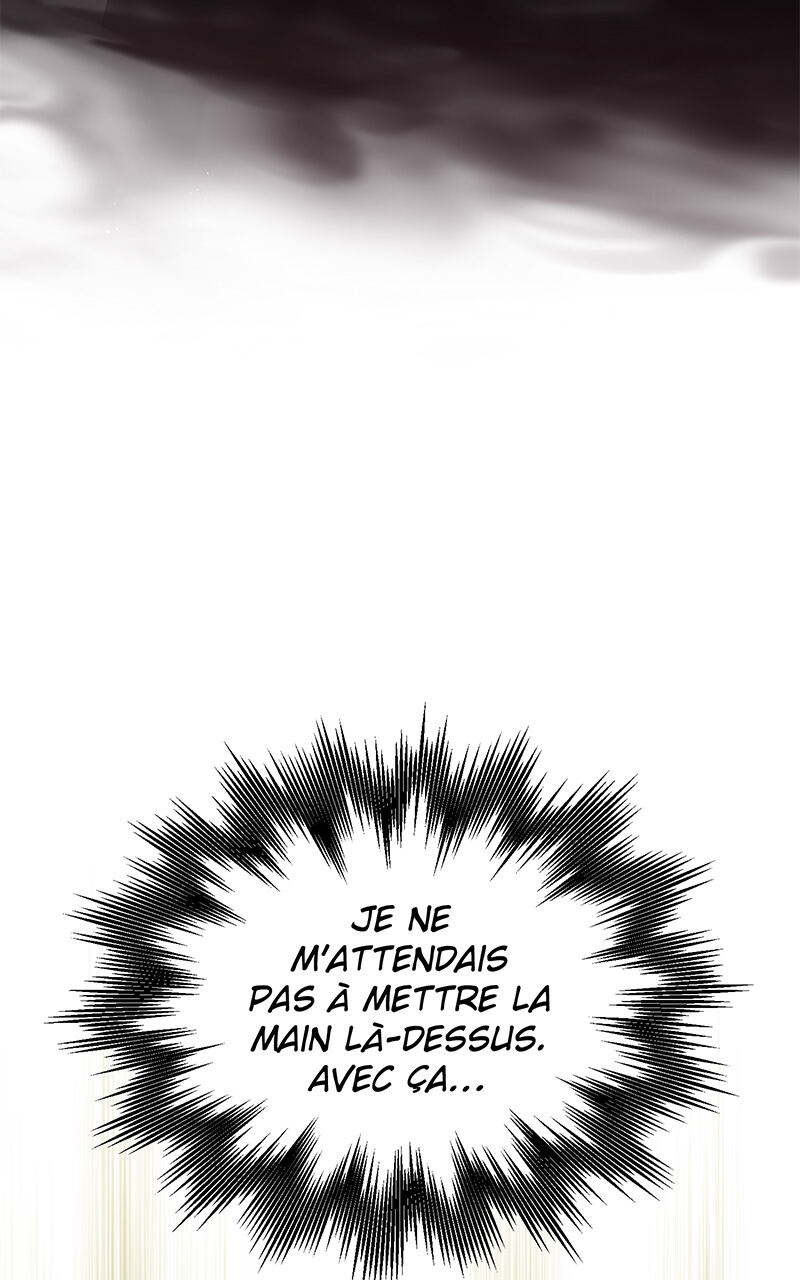 JE NE
M'ATTENDAIS
PAS À METTRE LA
MAIN LÀ-DESSUS.
AVEC ÇA...